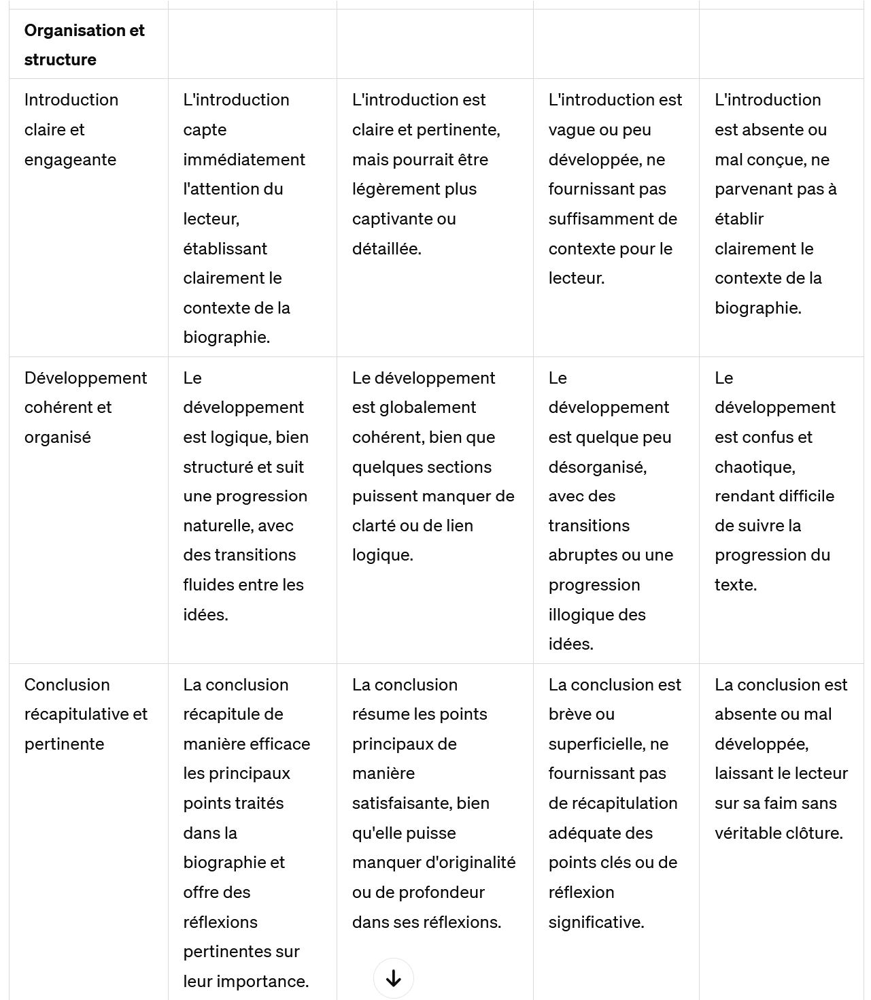 Organisation et
structure
Introduction
claire et
engageante
L'introduction
capte
immédiatement
l'attention du
lecteur,
établissant
clairement le
contexte de la
biographie.
L'introduction est
claire et pertinente,
mais pourrait être
légèrement plus
captivante ou
détaillée.
L'introduction est
vague ou peu
développée, ne
fournissant pas
suffisamment de
contexte pour le
lecteur.
L'introduction
est absente ou
mal conçue, ne
parvenant pas à
établir
clairement le
contexte de la
biographie.
Développement
cohérent et
organisé
Le
développement
est logique, bien
structuré et suit
une progression
naturelle, avec
des transitions
fluides entre les
idées.
Le développement
est globalement
cohérent, bien que
quelques sections
puissent manquer de
clarté ou de lien
logique.
Le
développement
est quelque peu
désorganisé,
avec des
transitions
abruptes ou une
progression
illogique des
idées.
Le
développement
est confus et
chaotique,
rendant difficile
de suivre la
progression du
texte.
Conclusion
récapitulative et
pertinente
La conclusion
récapitule de
manière efficace
les principaux
points traités
dans la
biographie et
offre des
réflexions
pertinentes sur
leur importance.
La conclusion
résume les points
principaux de
manière
satisfaisante, bien
qu'elle puisse
manquer d'originalité
ou de profondeur
dans ses réflexions.
La conclusion est
brève ou
superficielle, ne
fournissant pas
de récapitulation
adéquate des
points clés ou de
réflexion
significative.
La conclusion est
absente ou mal
développée,
laissant le lecteur
sur sa faim sans
véritable clôture.